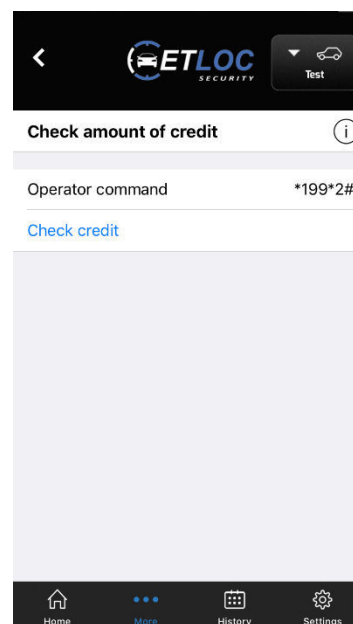 ETLOC
SECURITY
Test
Check amount of credit
i
Operator command *199*2#
Check credit
Home More History Settings